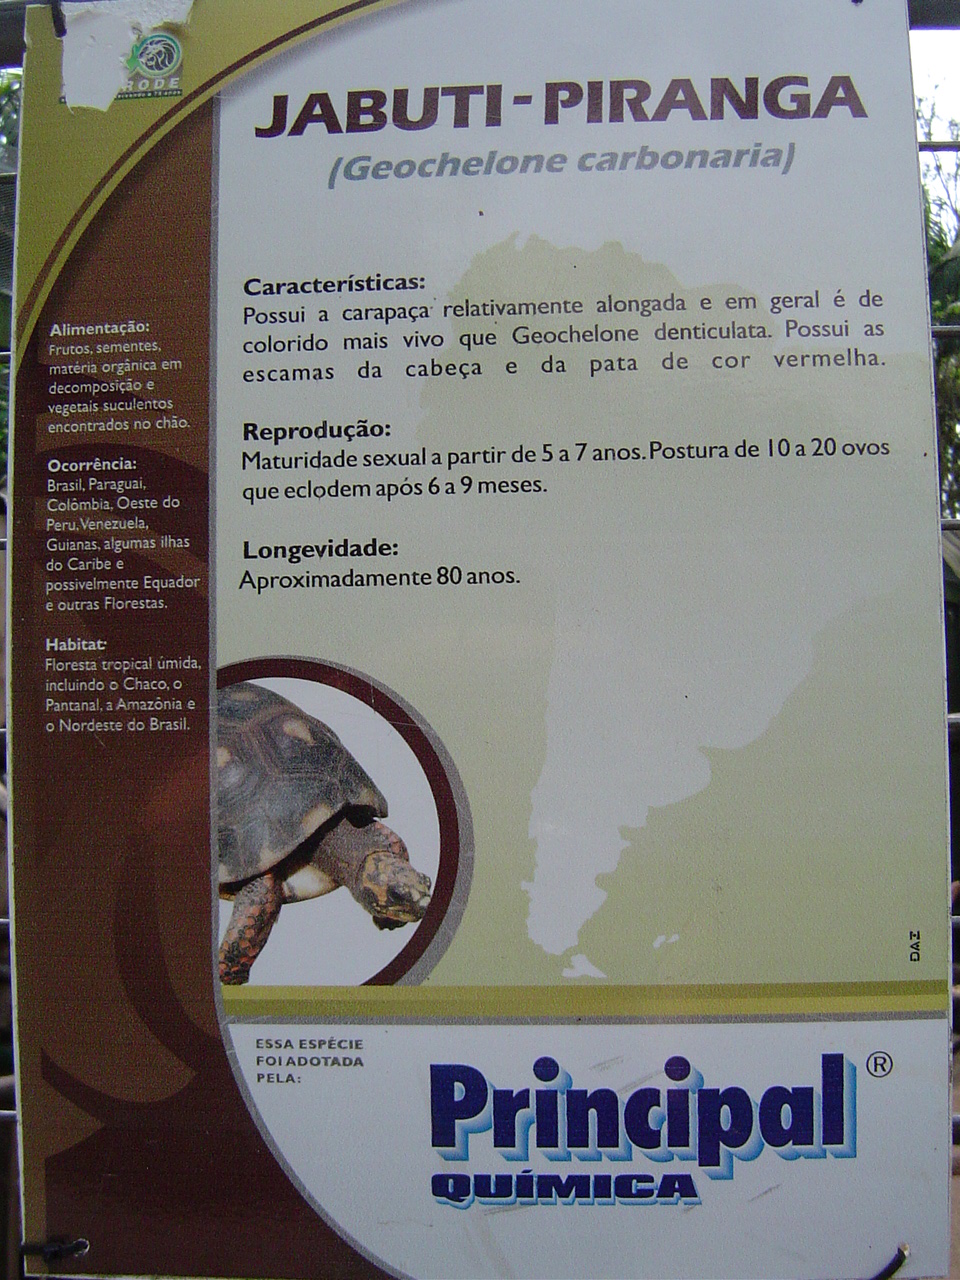 JABUTI-PIRANGA
(Geochelone carbonaria)
Características:
Possui a carapaça relativamente alongada e em geral é de
colorido mais vivo que Geochelone denticulata. Possui as
escamas da cabeça e da pata de cor vermelha.
Reprodução:
Maturidade sexual a partir de 5 a 7 anos. Postura de 10 a 20 ovos
que eclodem após 6 a 9 meses.
Longevidade:
Aproximadamente 80 anos.
Alimentação:
Frutos, sementes,
matéria orgânica em
decomposição e
vegetais suculentos
encontrados no chão.
Ocorrência:
Brasil, Paraguai,
Colômbia, Oeste do
Peru, Venezuela,
Guianas, algumas ilhas
do Caribe e
possivelmente Equador
e outras Florestas.
Habitat:
Floresta tropical úmida,
incluindo o Chaco, o
Pantanal, a Amazônia e
o Nordeste do Brasil.
ESSA ESPÉCIE
FOI ADOTADA
PELA:
Principal ®
QUÍMICA